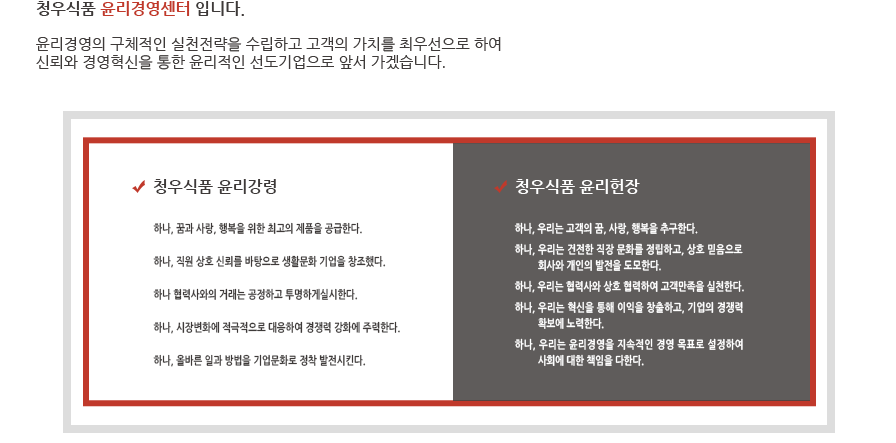 청우식품 윤리경영센터 입니다.
윤리경영의 구체적인 실천전략을 수립하고 고객의 가치를 최우선으로 하여
신뢰와 경영혁신을 통한 윤리적인 선도기업으로 앞서 가겠습니다.
청우식품 윤리강령
하나, 꿈과 사랑, 행복을 위한 최고의 제품을 공급한다.
하나, 직원 상호 신뢰를 바탕으로 생활문화 기업을 창조했다.
하나 협력사와의 거래는 공정하고 투명하게실시한다.
하나, 시장변화에 적극적으로 대응하여 경쟁력 강화에 주력한다.
하나, 올바른 일과 방법을 기업문화로 정착 발전시킨다.
청우식품 윤리헌장
하나, 우리는 고객의 꿈, 사랑, 행복을 추구한다.
하나, 우리는 건전한 직장 문화를 정립하고, 상호 믿음으로
회사와 개인의 발전을 도모한다.
하나, 우리는 협력사와 상호 협력하여 고객만족을 실천한다.
하나, 우리는 혁신을 통해 이익을 창출하고, 기업의 경쟁력
확보에 노력한다.
하나, 우리는 윤리경영을 지속적인 경영 목표로 설정하여
사회에 대한 책임을 다한다.